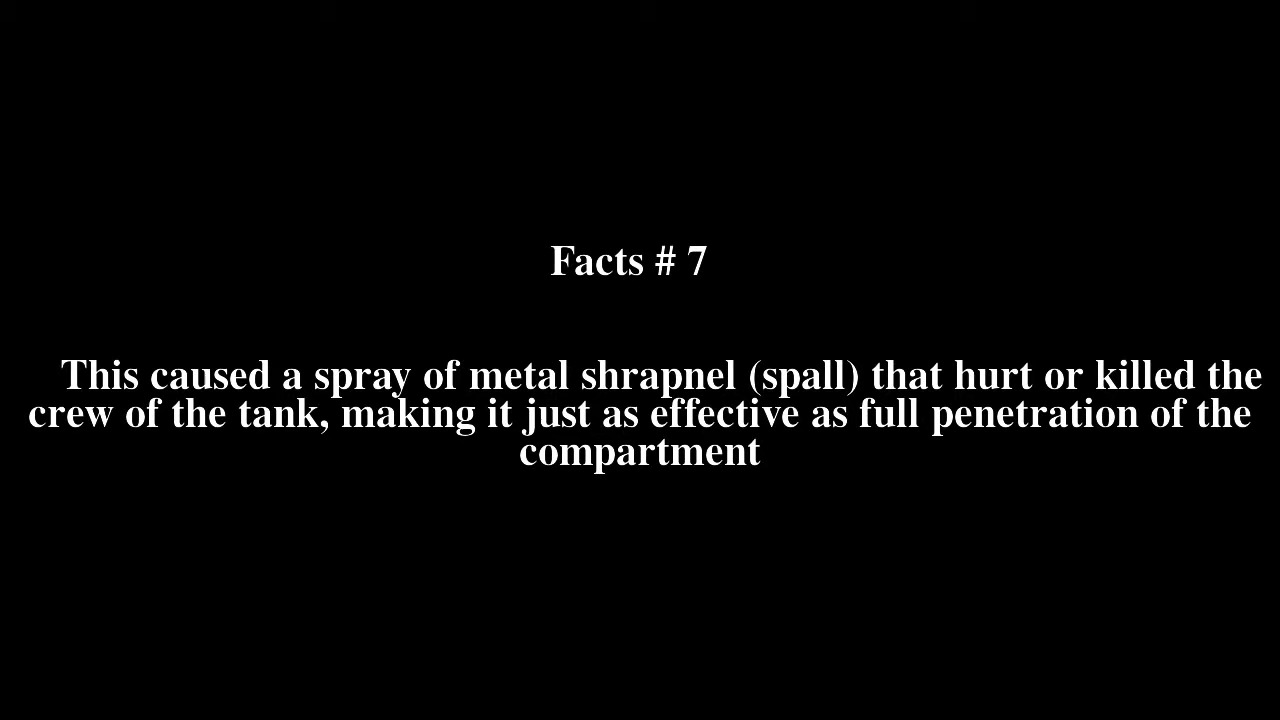 Facts # 7
This caused a spray of metal shrapnel (spall) that hurt or killed the
crew of the tank, making it just as effective as full penetration of the
compartment